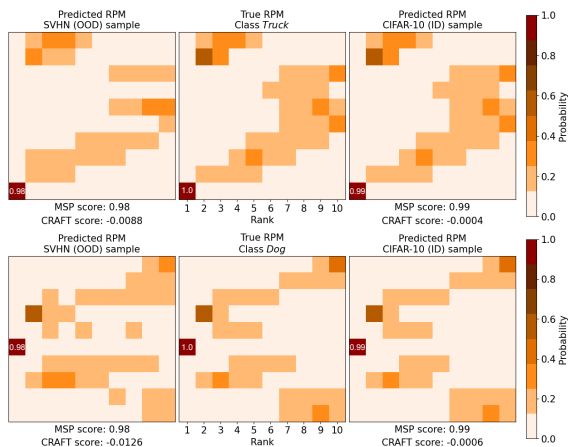 Predicted RPM
SVHN (OOD) sample
True RPM
Class Truck
Predicted RPM
CIFAR-10 (ID) sample
0.98
1.0
0.99
MSP score: 0.98
CRAFT score: -0.0088
1 2 3 4 5 6 7 8 9 10
Rank
MSP score: 0.99
CRAFT score: -0.0004
1.0
0.8
0.6
0.4
0.2
0.0
Probability
Predicted RPM
SVHN (OOD) sample
True RPM
Class Dog
Predicted RPM
CIFAR-10 (ID) sample
0.98
1.0
0.99
MSP score: 0.98
CRAFT score: -0.0126
1 2 3 4 5 6 7 8 9 10
Rank
MSP score: 0.99
CRAFT score: -0.0006
1.0
0.8
0.6
0.4
0.2
0.0
Probability